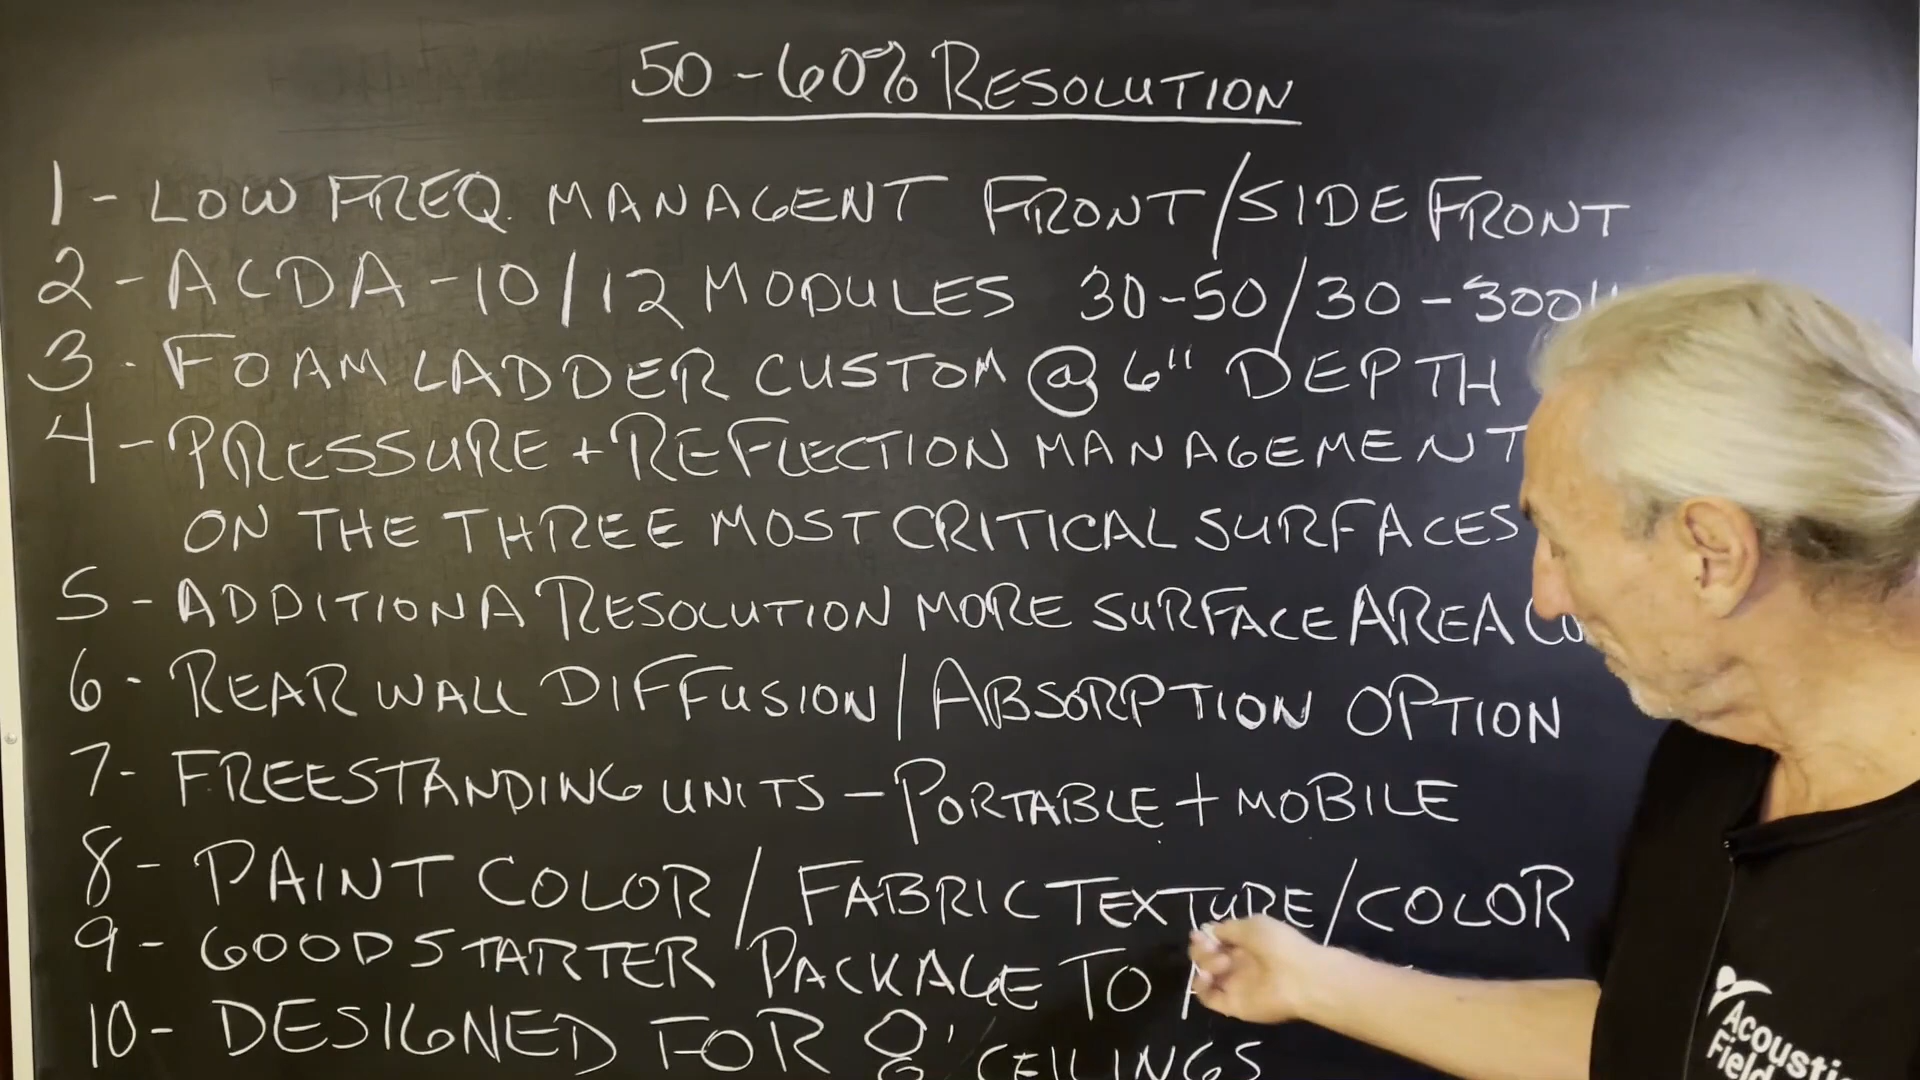 50-60% RESOLUTION
1- LOW FREQ. MANAGENT FRONT/SIDE FRONT
2- ACDA-10/12 MODULES 30-50/30-300
3- FOAM LADDER CUSTOM @ 6" DEPTH
4- PRESSURE + REFLECTION MANAGEMENT
ON THE THREE MOST CRITICAL SURFACES
5- ADDITIONA RESOLUTION MORE SURFACE AREA
6- REAR WALL DIFFUSION/ABSORPTION OPTION
7- FREESTANDING UNITS - PORTABLE + MOBILE
8- PAINT COLOR/FABRIC TEXTURE/COLOR
9- GOOD STARTER PACKAGE TO
10- DESIGNED FOR 8' CEILINGS
Acoustic
Field